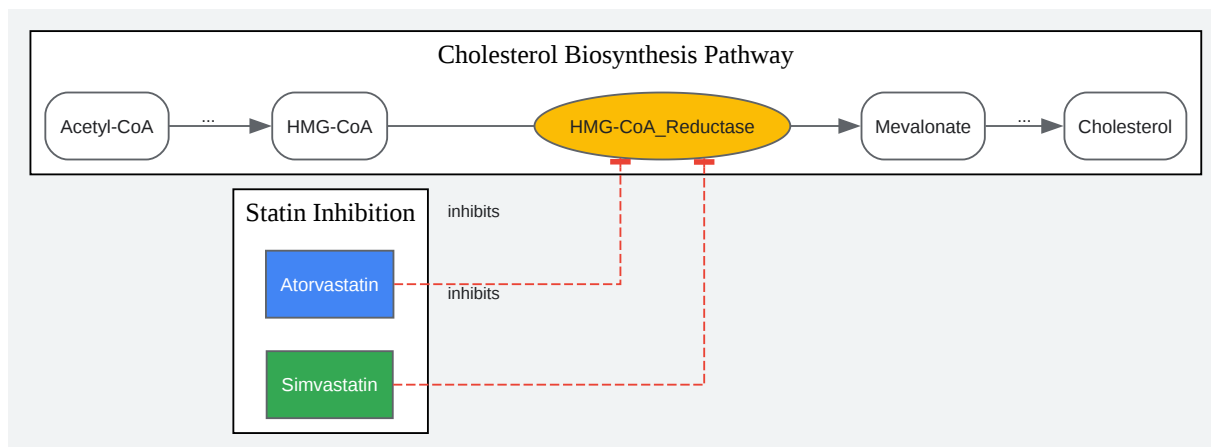 Cholesterol Biosynthesis Pathway
Acetyl-CoA
...
HMG-CoA
HMG-CoA_Reductase
Mevalonate
...
Cholesterol
Statin Inhibition
inhibits
Atorvastatin
inhibits
Simvastatin